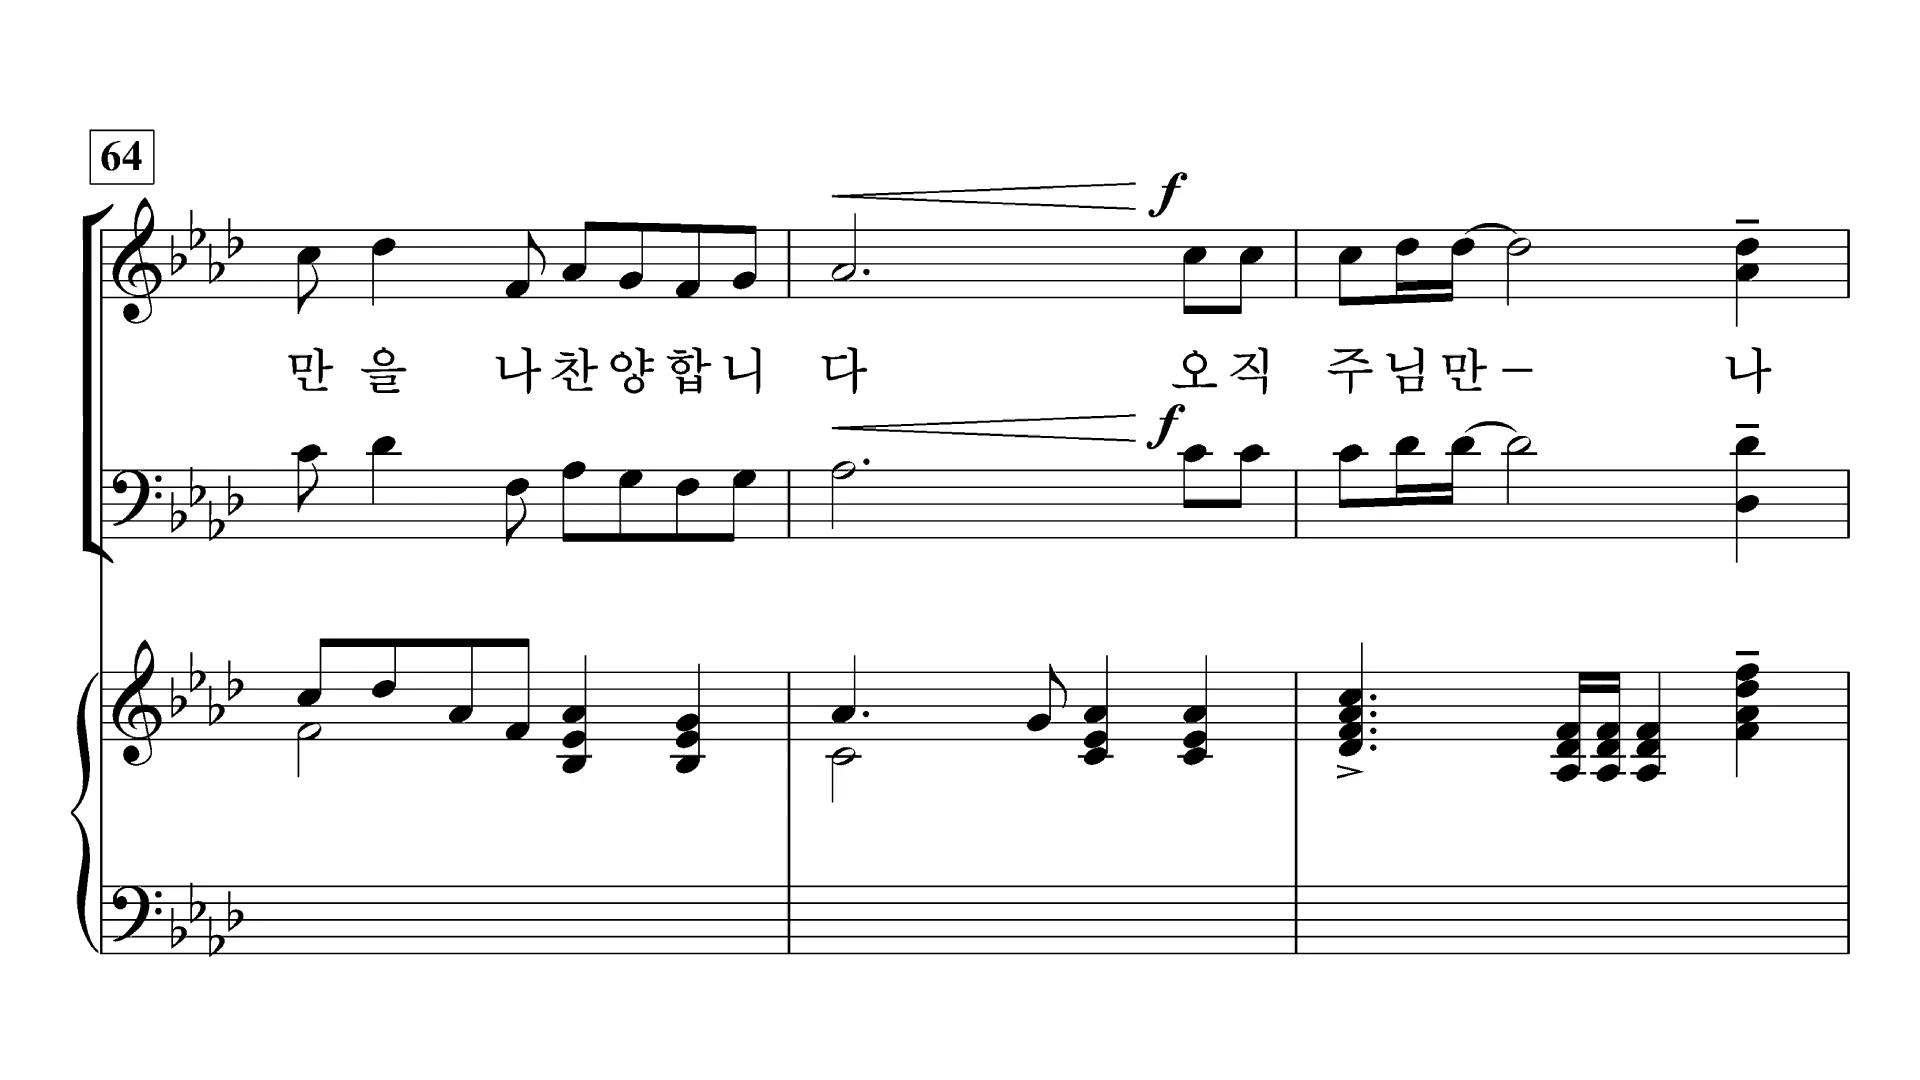 64
f
만 을 나 찬 양 합 니 다 오 직 주 님 만 – 나
f